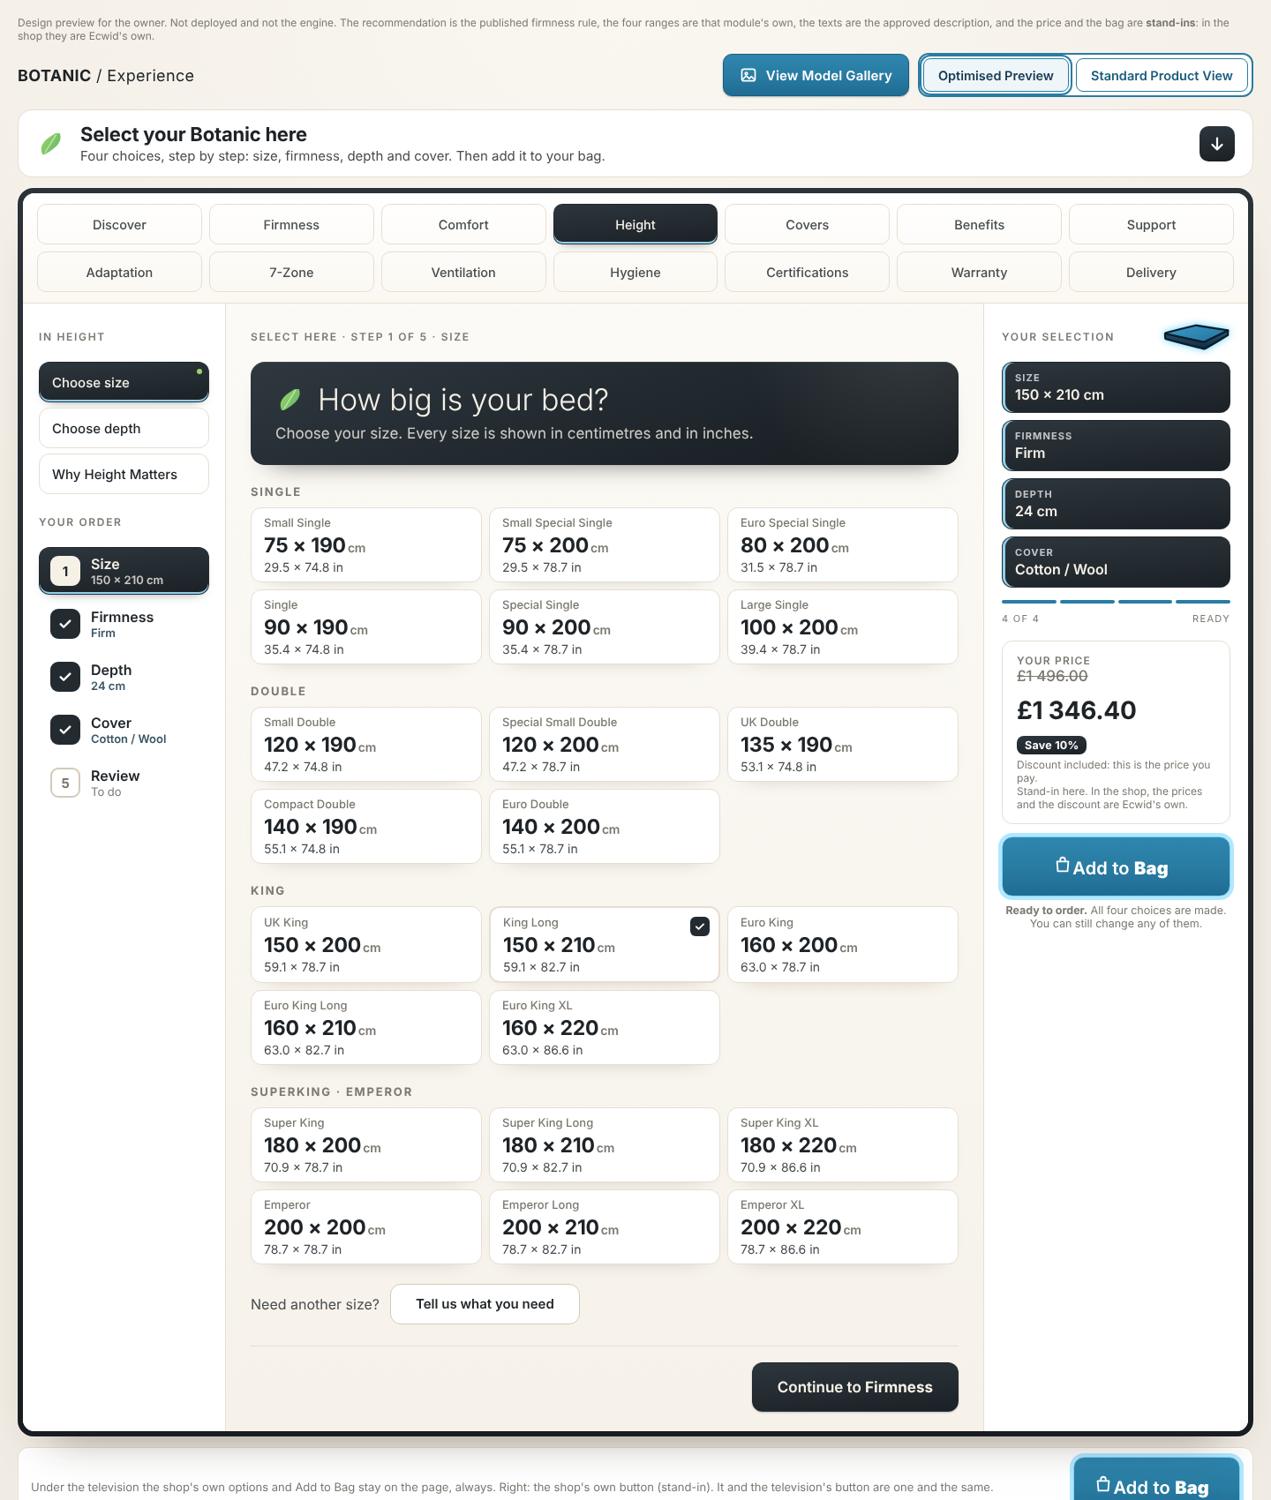 Design preview for the owner. Not deployed and not the engine. The recommendation is the published firmness rule, the four ranges are that module's own, the texts are the approved description, and the price and the bag are stand-ins: in the
shop they are Ecwid's own.
BOTANIC / Experience
View Model Gallery
Optimised Preview
Standard Product View
Select your Botanic here
Four choices, step by step: size, firmness, depth and cover. Then add it to your bag.
Discover
Firmness
Comfort
Height
Covers
Benefits
Support
Adaptation
7-Zone
Ventilation
Hygiene
Certifications
Warranty
Delivery
IN HEIGHT
Choose size
Choose depth
Why Height Matters
YOUR ORDER
1
Size
150 × 210 cm
Firmness
Firm
Depth
24 cm
Cover
Cotton / Wool
5
Review
To do
SELECT HERE · STEP 1 OF 5 · SIZE
How big is your bed?
Choose your size. Every size is shown in centimetres and in inches.
SINGLE
Small Single
75 × 190 cm
29.5 × 74.8 in
Small Special Single
75 × 200 cm
29.5 × 78.7 in
Euro Special Single
80 × 200 cm
31.5 × 78.7 in
Single
90 × 190 cm
35.4 × 74.8 in
Special Single
90 × 200 cm
35.4 × 78.7 in
Large Single
100 × 200 cm
39.4 × 78.7 in
DOUBLE
Small Double
120 × 190 cm
47.2 × 74.8 in
Special Small Double
120 × 200 cm
47.2 × 78.7 in
UK Double
135 × 190 cm
53.1 × 74.8 in
Compact Double
140 × 190 cm
55.1 × 74.8 in
Euro Double
140 × 200 cm
55.1 × 78.7 in
KING
UK King
150 × 200 cm
59.1 × 78.7 in
King Long
150 × 210 cm
59.1 × 82.7 in
Euro King
160 × 200 cm
63.0 × 78.7 in
Euro King Long
160 × 210 cm
63.0 × 82.7 in
Euro King XL
160 × 220 cm
63.0 × 86.6 in
SUPERKING · EMPEROR
Super King
180 × 200 cm
70.9 × 78.7 in
Super King Long
180 × 210 cm
70.9 × 82.7 in
Super King XL
180 × 220 cm
70.9 × 86.6 in
Emperor
200 × 200 cm
78.7 × 78.7 in
Emperor Long
200 × 210 cm
78.7 × 82.7 in
Emperor XL
200 × 220 cm
78.7 × 86.6 in
Need another size?
Tell us what you need
Continue to Firmness
YOUR SELECTION
SIZE
150 × 210 cm
FIRMNESS
Firm
DEPTH
24 cm
COVER
Cotton / Wool
4 OF 4
READY
YOUR PRICE
£1 496.00
£1 346.40
Save 10%
Discount included: this is the price you
pay.
Stand-in here. In the shop, the prices
and the discount are Ecwid's own.
Add to Bag
Ready to order. All four choices are made.
You can still change any of them.
Under the television the shop's own options and Add to Bag stay on the page, always. Right: the shop's own button (stand-in). It and the television's button are one and the same.
Add to Bag